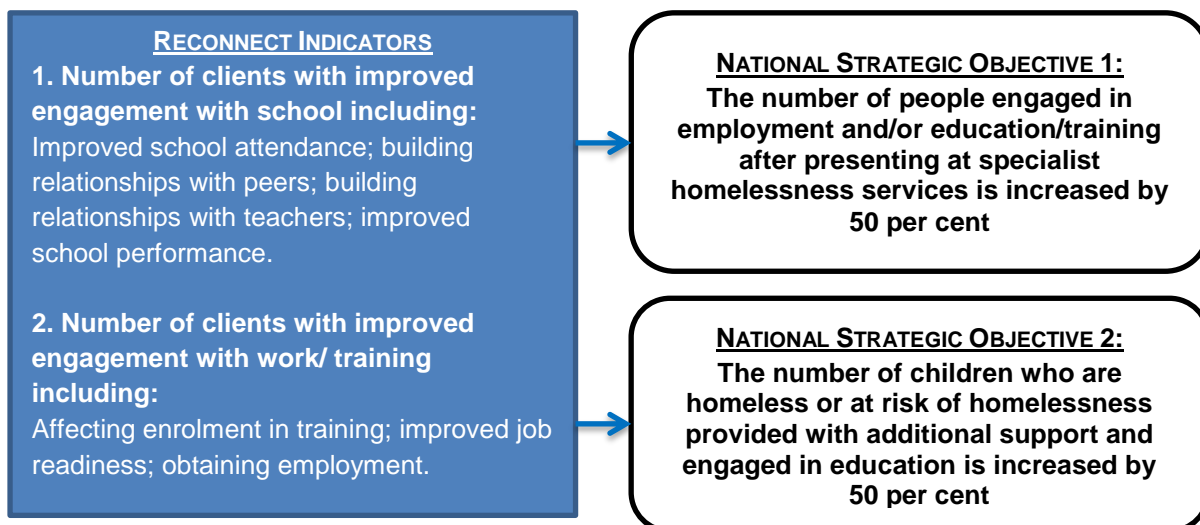 RECONNECT INDICATORS
1. Number of clients with improved
engagement with school including:
Improved school attendance; building
relationships with peers; building
relationships with teachers; improved
school performance.
2. Number of clients with improved
engagement with work/ training
including:
Affecting enrolment in training; improved job
readiness; obtaining employment.
NATIONAL STRATEGIC OBJECTIVE 1:
The number of people engaged in
employment and/or education/training
after presenting at specialist
homelessness services is increased by
50 per cent
NATIONAL STRATEGIC OBJECTIVE 2:
The number of children who are
homeless or at risk of homelessness
provided with additional support and
engaged in education is increased by
50 per cent